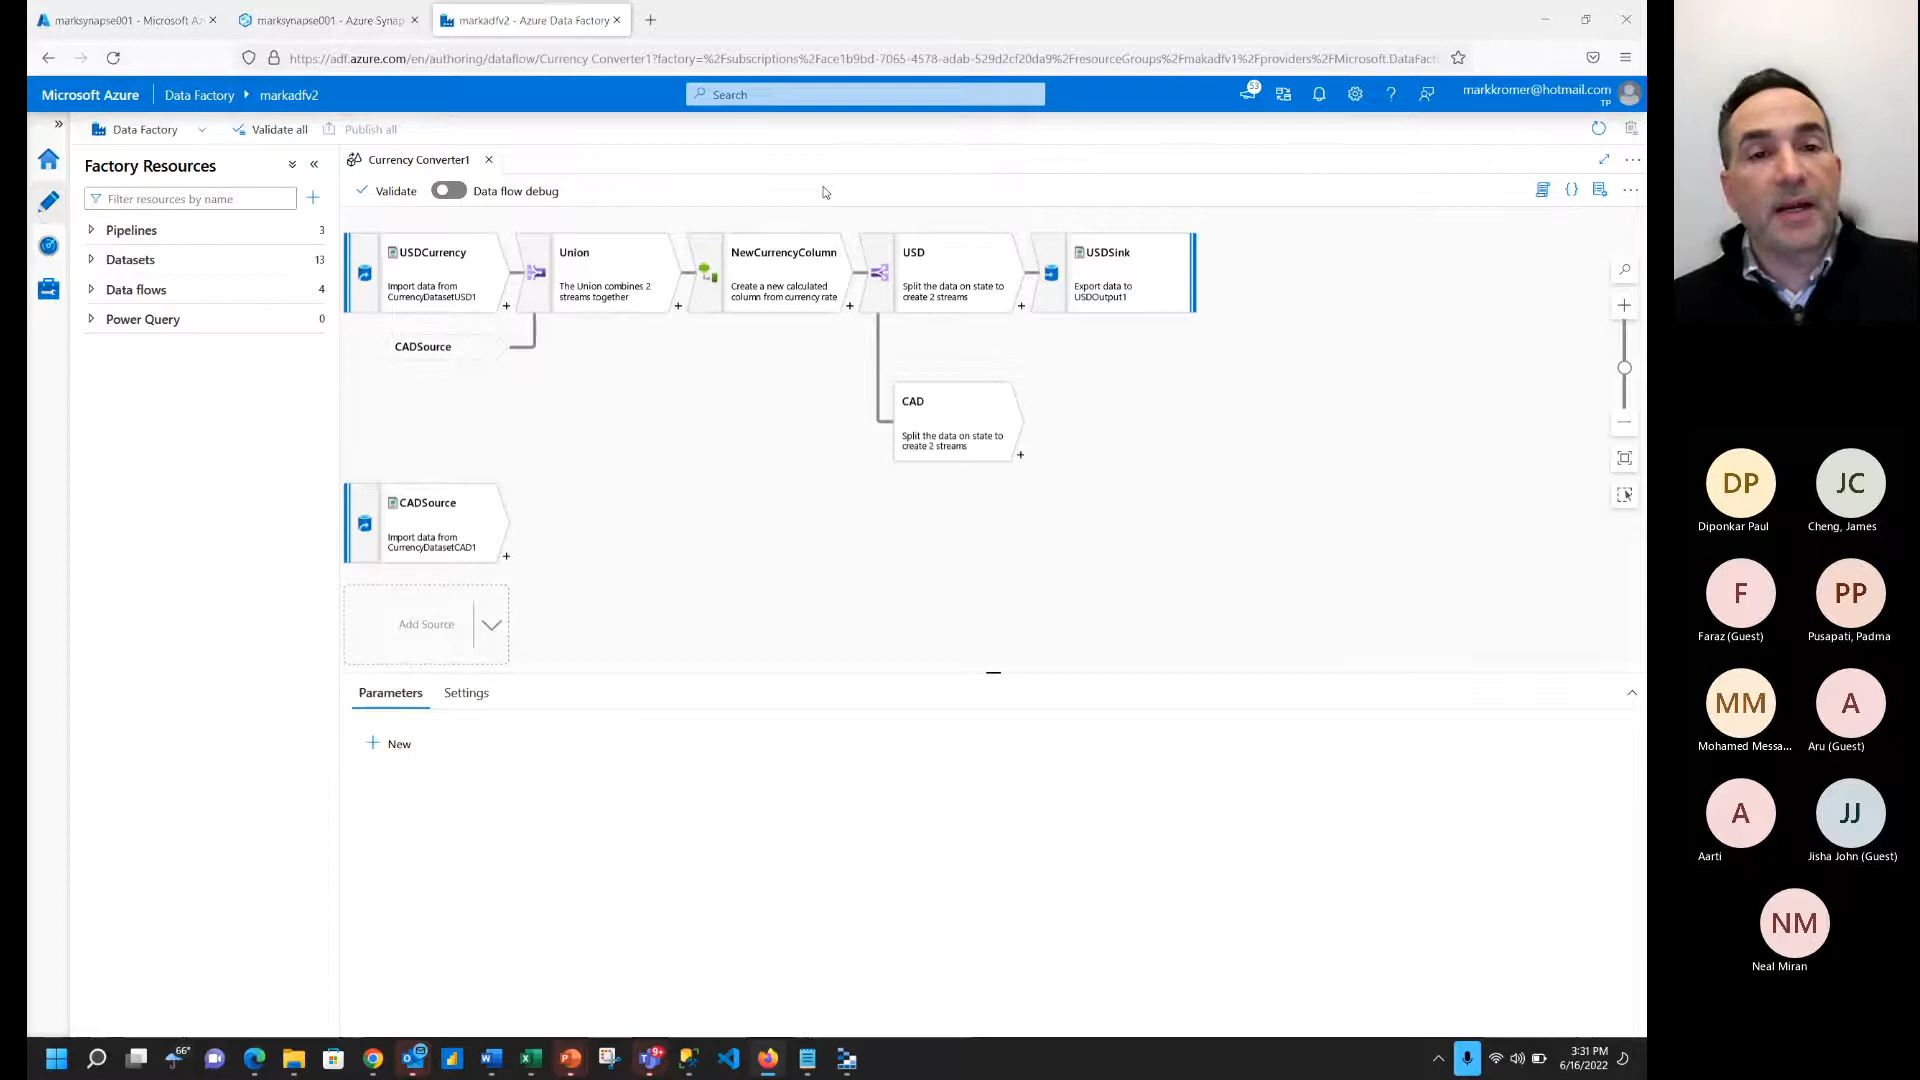 marksynapse001 - Microsoft Az
marksynapse001 - Azure Synap
markadfv2 - Azure Data Factory
https://adf.azure.com/en/authoring/dataflow/Currency Converter1?factory=%2Fsubscriptions%2Face1b9bd-7065-4578-adab-529d2cf20da9%2FresourceGroups%2Fmakadfv1%2Fproviders%2FMicrosoft.DataFact
Microsoft Azure
Data Factory
markadfv2
Search
53
markkromer@hotmail.com
TP
Data Factory
Validate all
Publish all
Factory Resources
Filter resources by name
Pipelines 3
Datasets 13
Data flows 4
Power Query 0
Currency Converter1
Validate
Data flow debug
USDCurrency
Import data from
CurrencyDatasetUSD1
Union
The Union combines 2
streams together
NewCurrencyColumn
Create a new calculated
column from currency rate
USD
Split the data on state to
create 2 streams
USDSink
Export data to
USDOutput1
CADSource
CAD
Split the data on state to
create 2 streams
CADSource
Import data from
CurrencyDatasetCAD1
Add Source
Parameters
Settings
New
DP
Diponkar Paul
JC
Cheng, James
F
Faraz (Guest)
PP
Pusapati, Padma
MM
Mohamed Messa...
A
Aru (Guest)
A
Aarti
JJ
Jisha John (Guest)
NM
Neal Miran
66°
9+
3:31 PM
6/16/2022